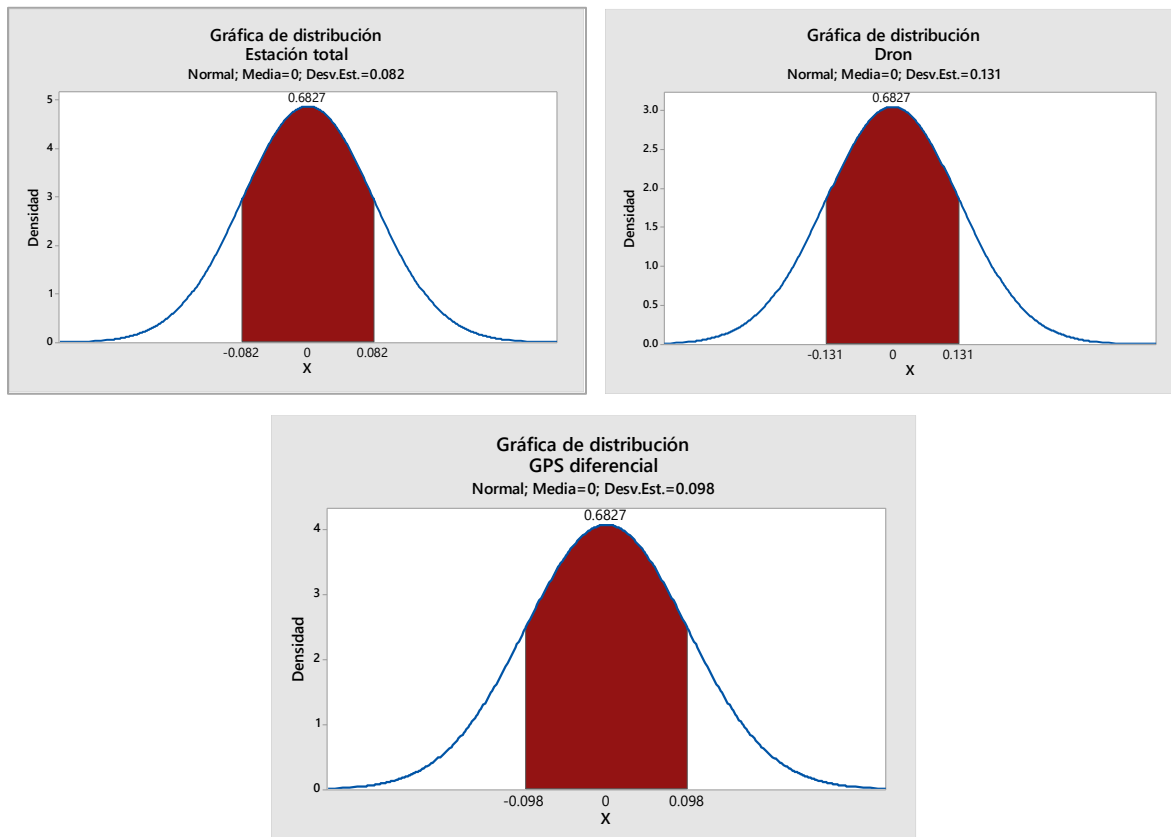 Gráfica de distribución
Estación total
Normal; Media=0; Desv.Est.=0.082
0.6827
5
4
3
2
1
0
Densidad
-0.082 0 0.082
X
Gráfica de distribución
Dron
Normal; Media=0; Desv.Est.=0.131
0.6827
3.0
2.5
2.0
1.5
1.0
0.5
0.0
Densidad
-0.131 0 0.131
X
Gráfica de distribución
GPS diferencial
Normal; Media=0; Desv.Est.=0.098
0.6827
4
3
2
1
0
Densidad
-0.098 0 0.098
X